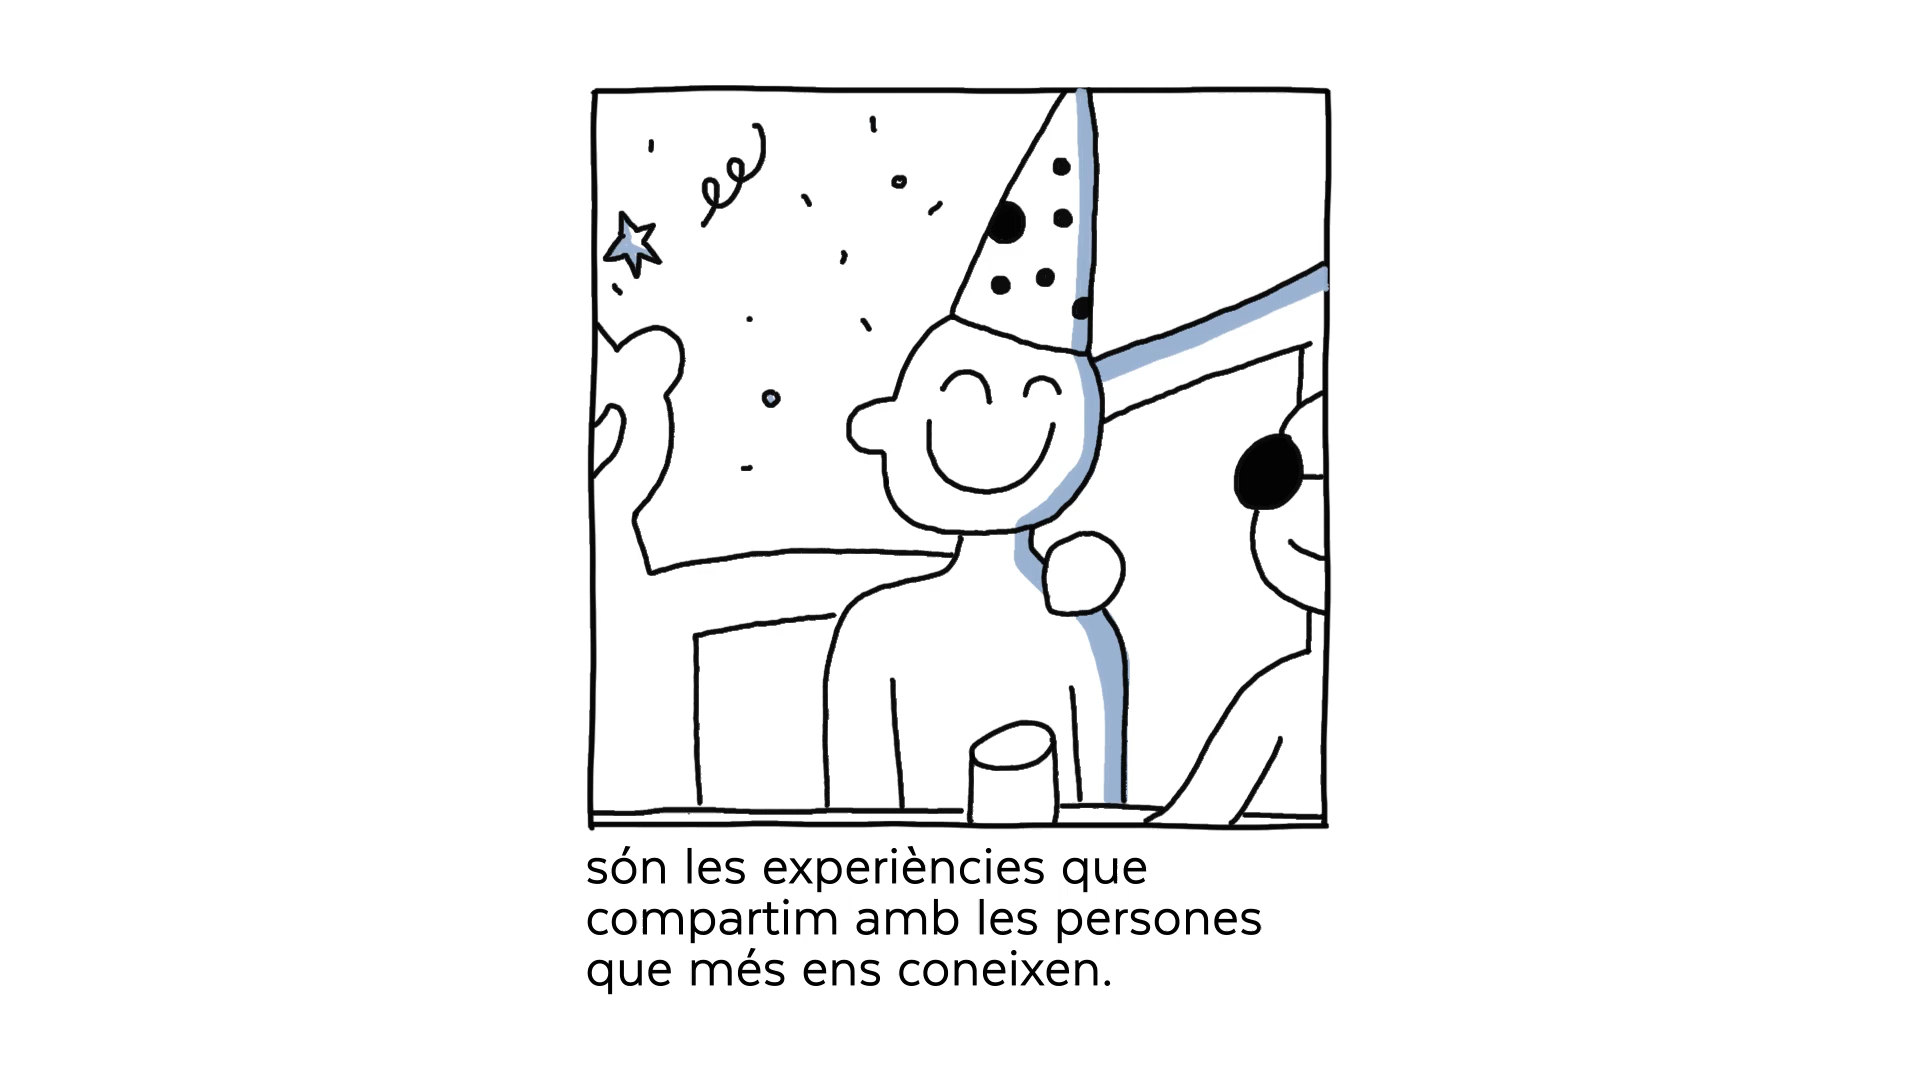 són les experiències que
compartim amb les persones
que més ens coneixen.